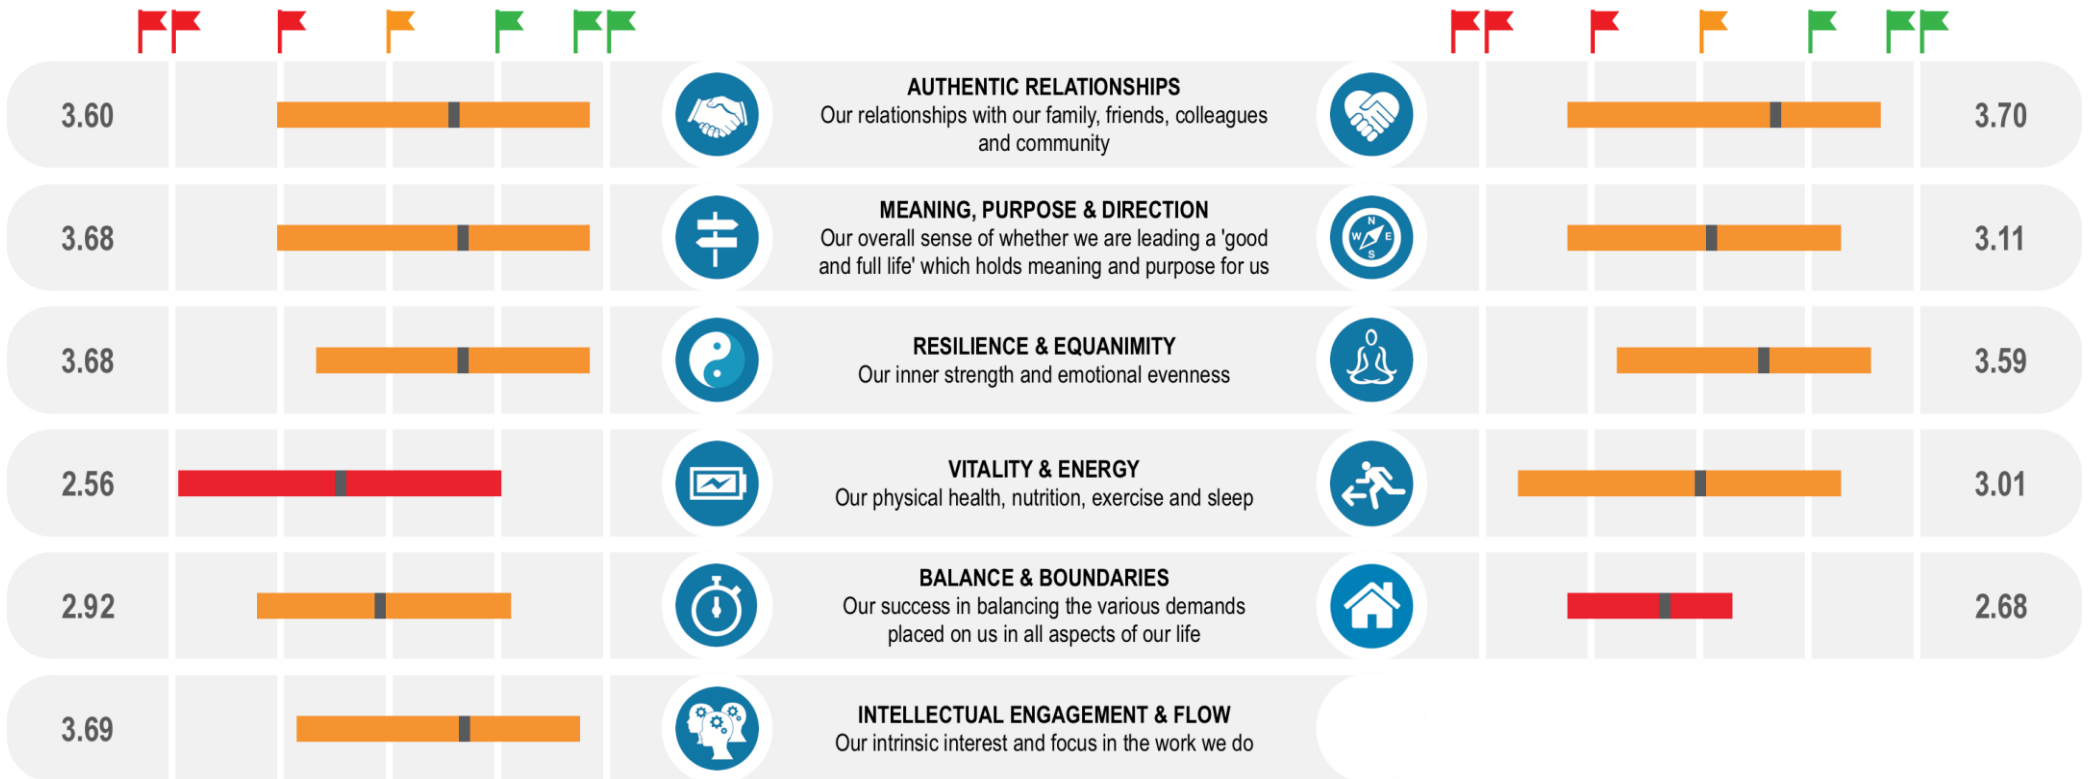 3.60
AUTHENTIC RELATIONSHIPS
Our relationships with our family, friends, colleagues
and community
3.70
3.68
MEANING, PURPOSE & DIRECTION
Our overall sense of whether we are leading a 'good
and full life' which holds meaning and purpose for us
N
W E
S
3.11
3.68
RESILIENCE & EQUANIMITY
Our inner strength and emotional evenness
3.59
2.56
VITALITY & ENERGY
Our physical health, nutrition, exercise and sleep
3.01
2.92
BALANCE & BOUNDARIES
Our success in balancing the various demands
placed on us in all aspects of our life
2.68
3.69
INTELLECTUAL ENGAGEMENT & FLOW
Our intrinsic interest and focus in the work we do